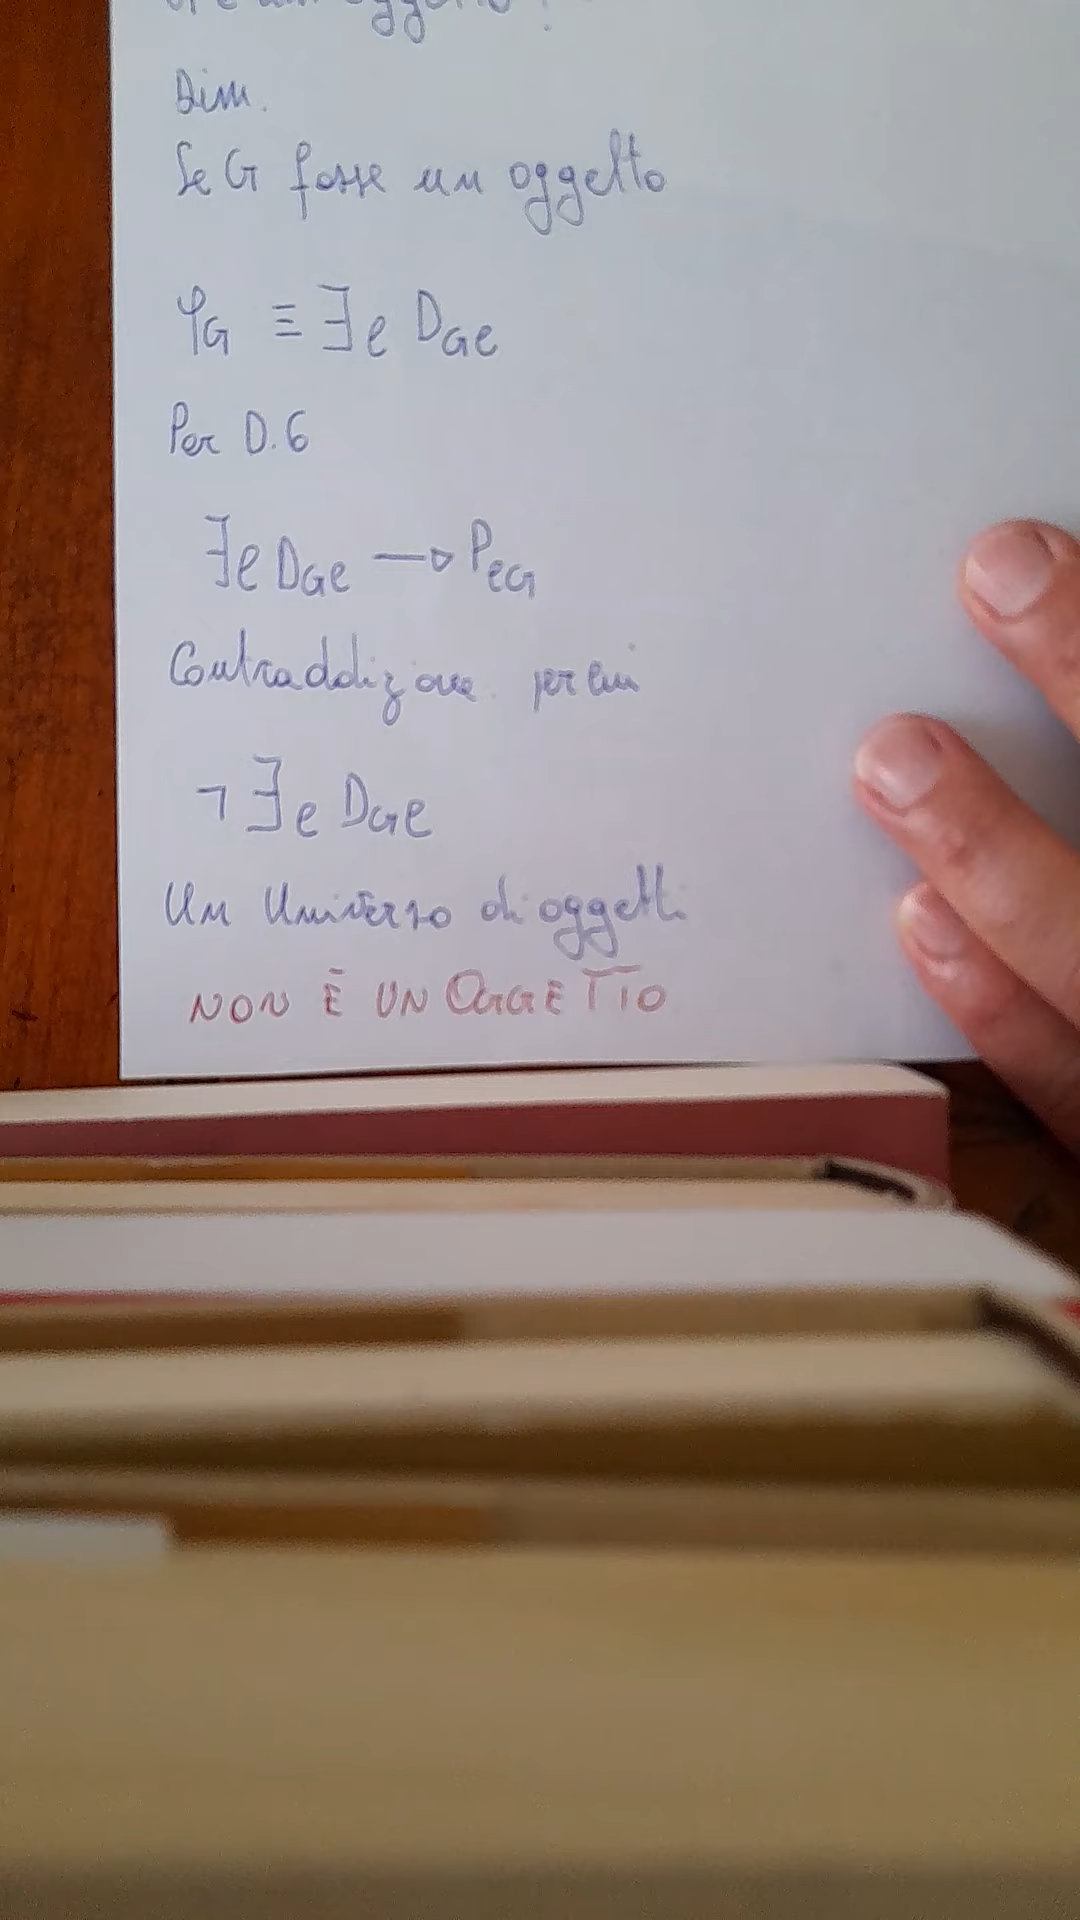 oggetto?
Dim.
Se G fosse un oggetto
φG ≡ ∃e DGe
Per D.6
∃e DGe → PeG
Contraddizione per cui
¬∃e DGe
Un Universo di oggetti
NON È UN OGGETTO